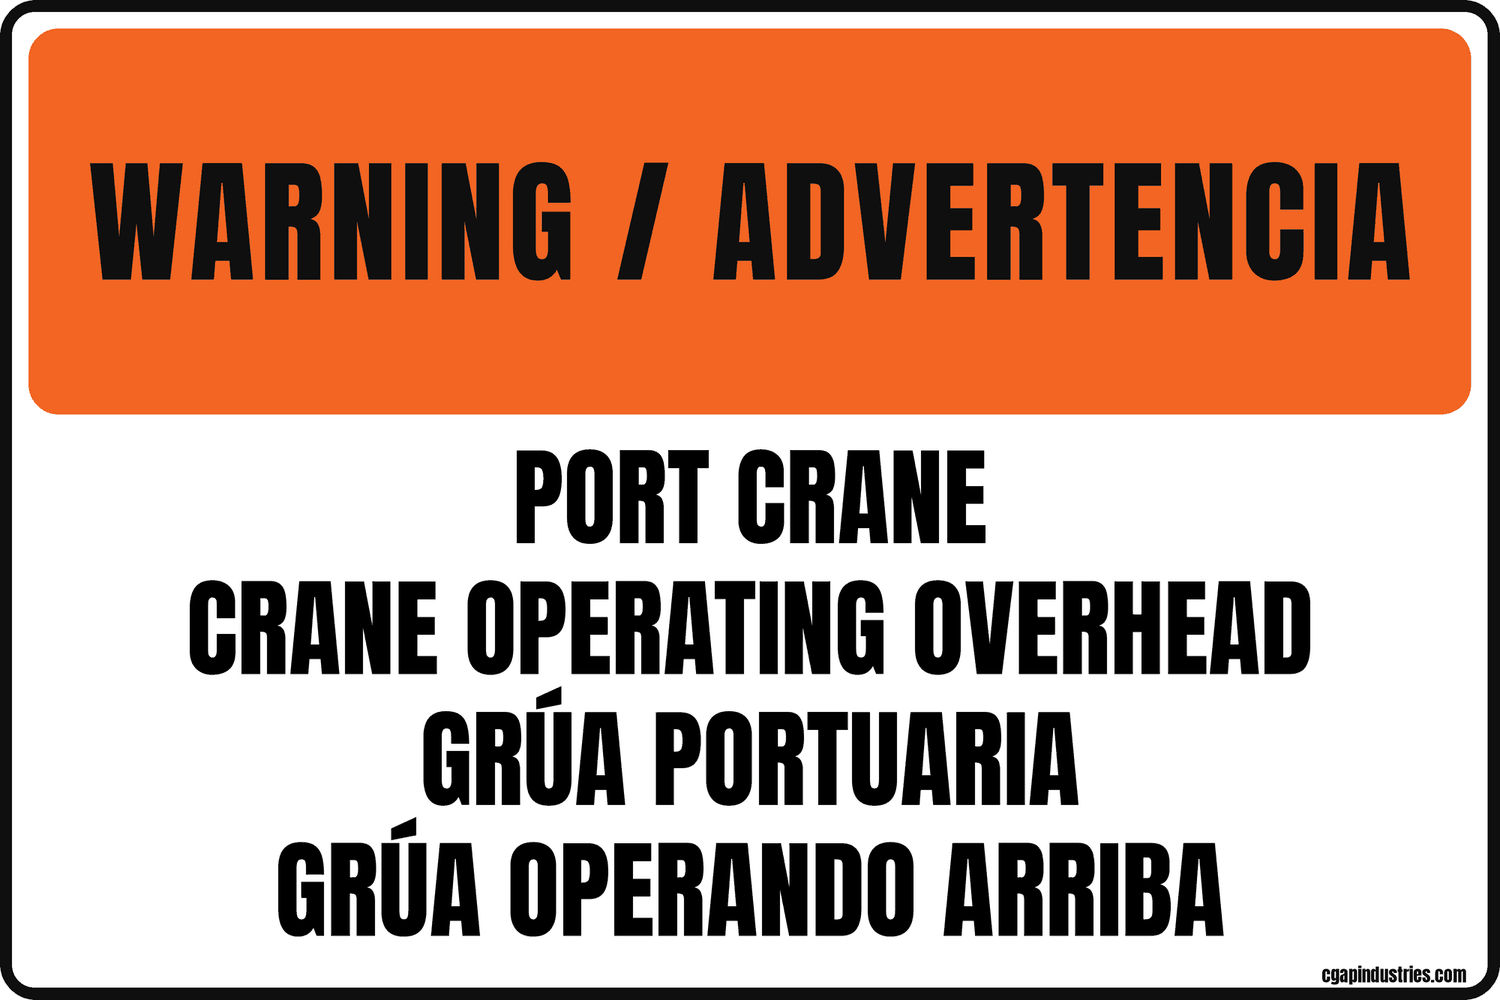 WARNING / ADVERTENCIA
PORT CRANE
CRANE OPERATING OVERHEAD
GRÚA PORTUARIA
GRÚA OPERANDO ARRIBA
cgapindustries.com